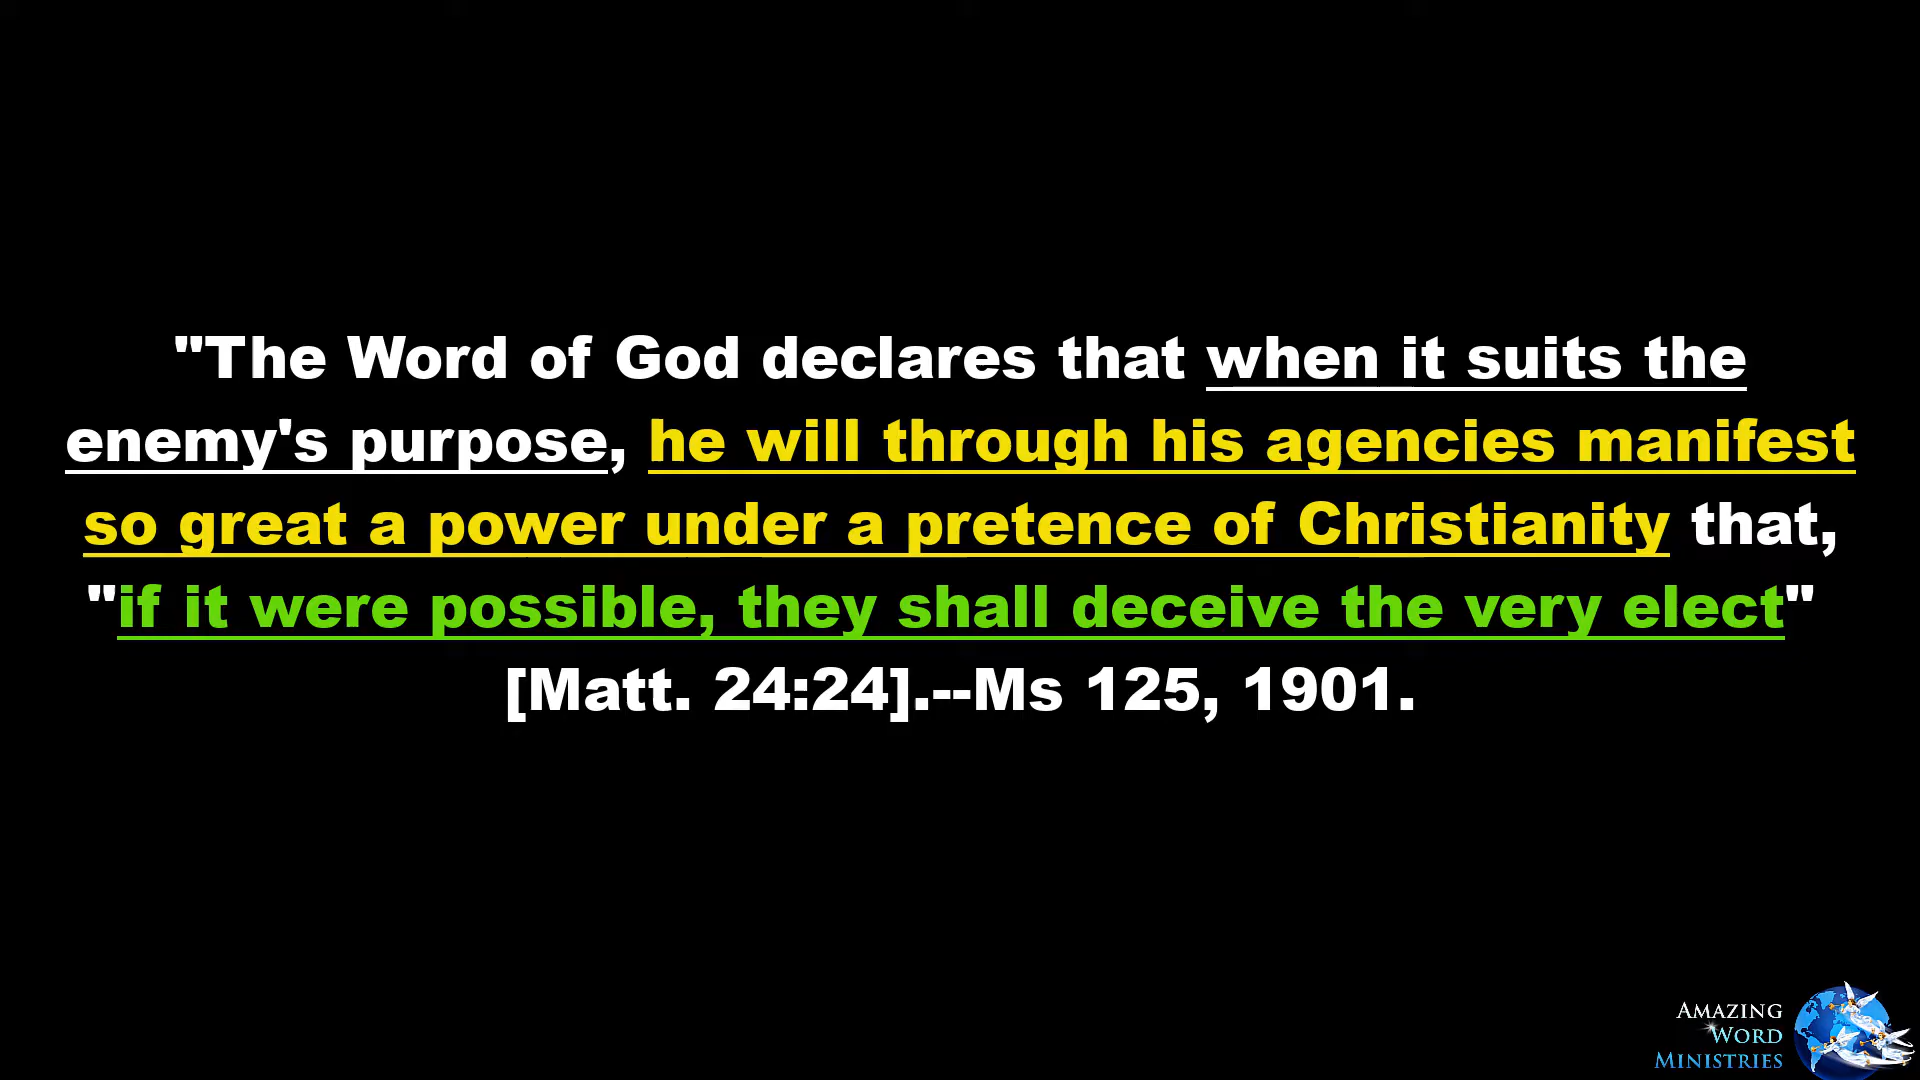 "The Word of God declares that when it suits the
enemy's purpose, he will through his agencies manifest
so great a power under a pretence of Christianity that,
"if it were possible, they shall deceive the very elect"
[Matt. 24:24].--Ms 125, 1901.
AMAZING
WORD
MINISTRIES